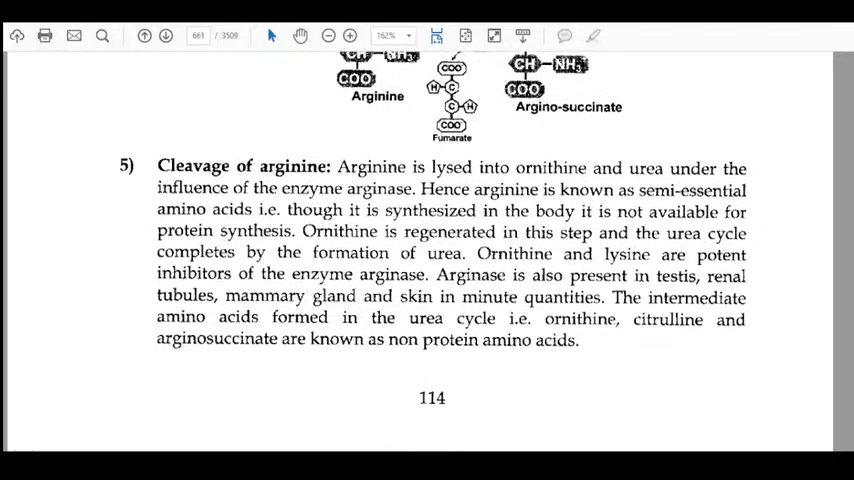 661 / 3509
162%
CH NH3
COO
Arginine
COO
H C
C H
COO
Fumarate
CH NH3
COO
Argino-succinate
5) Cleavage of arginine: Arginine is lysed into ornithine and urea under the
influence of the enzyme arginase. Hence arginine is known as semi-essential
amino acids i.e. though it is synthesized in the body it is not available for
protein synthesis. Ornithine is regenerated in this step and the urea cycle
completes by the formation of urea. Ornithine and lysine are potent
inhibitors of the enzyme arginase. Arginase is also present in testis, renal
tubules, mammary gland and skin in minute quantities. The intermediate
amino acids formed in the urea cycle i.e. ornithine, citrulline and
arginosuccinate are known as non protein amino acids.
114